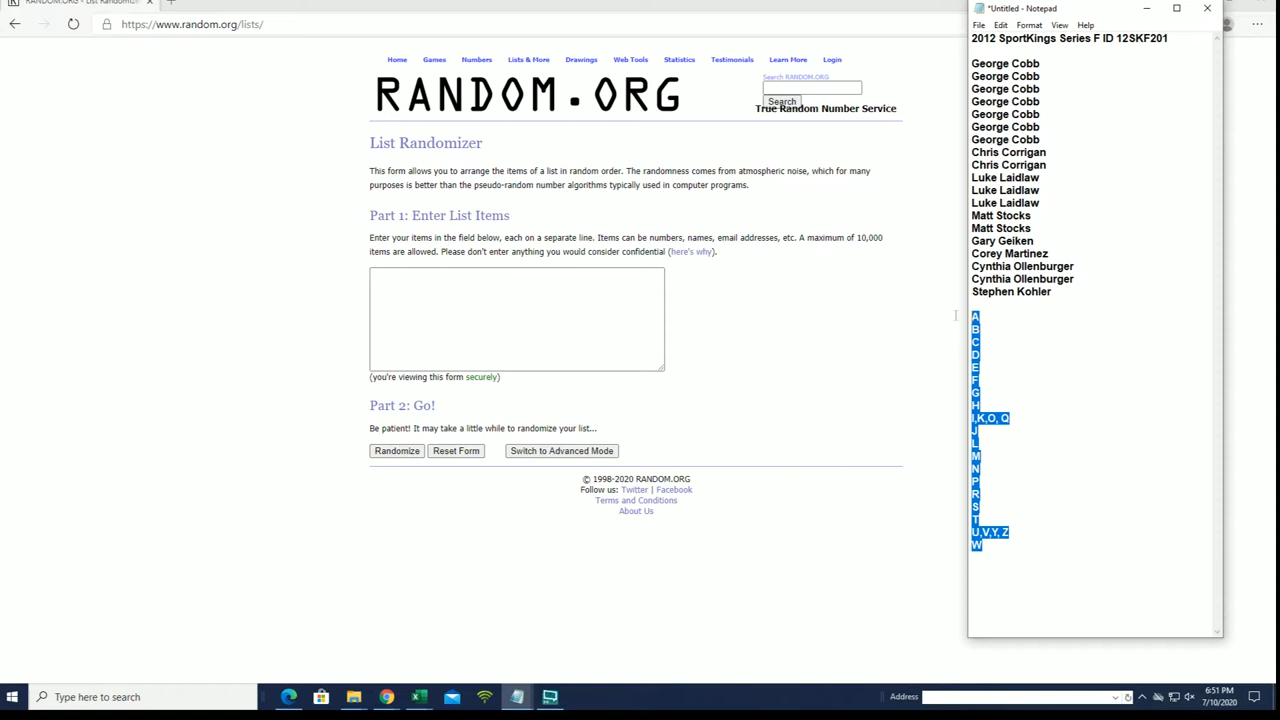 RANDOM.ORG - List Randomiz
https://www.random.org/lists/
Home Games Numbers Lists & More Drawings Web Tools Statistics Testimonials Learn More Login
RANDOM.ORG
Search RANDOM.ORG
Search
True Random Number Service
List Randomizer
This form allows you to arrange the items of a list in random order. The randomness comes from atmospheric noise, which for many
purposes is better than the pseudo-random number algorithms typically used in computer programs.
Part 1: Enter List Items
Enter your items in the field below, each on a separate line. Items can be numbers, names, email addresses, etc. A maximum of 10,000
items are allowed. Please don't enter anything you would consider confidential (here's why).
(you're viewing this form securely)
Part 2: Go!
Be patient! It may take a little while to randomize your list...
Randomize Reset Form Switch to Advanced Mode
© 1998-2020 RANDOM.ORG
Follow us: Twitter | Facebook
Terms and Conditions
About Us
*Untitled - Notepad
File Edit Format View Help
2012 SportKings Series F ID 12SKF201
George Cobb
George Cobb
George Cobb
George Cobb
George Cobb
George Cobb
George Cobb
Chris Corrigan
Chris Corrigan
Luke Laidlaw
Luke Laidlaw
Luke Laidlaw
Matt Stocks
Matt Stocks
Gary Geiken
Corey Martinez
Cynthia Ollenburger
Cynthia Ollenburger
Stephen Kohler
A
B
C
D
E
F
G
H
I,K,O, Q
J
L
M
N
P
R
S
T
U,V,Y, Z
W
Type here to search
Address
6:51 PM
7/10/2020